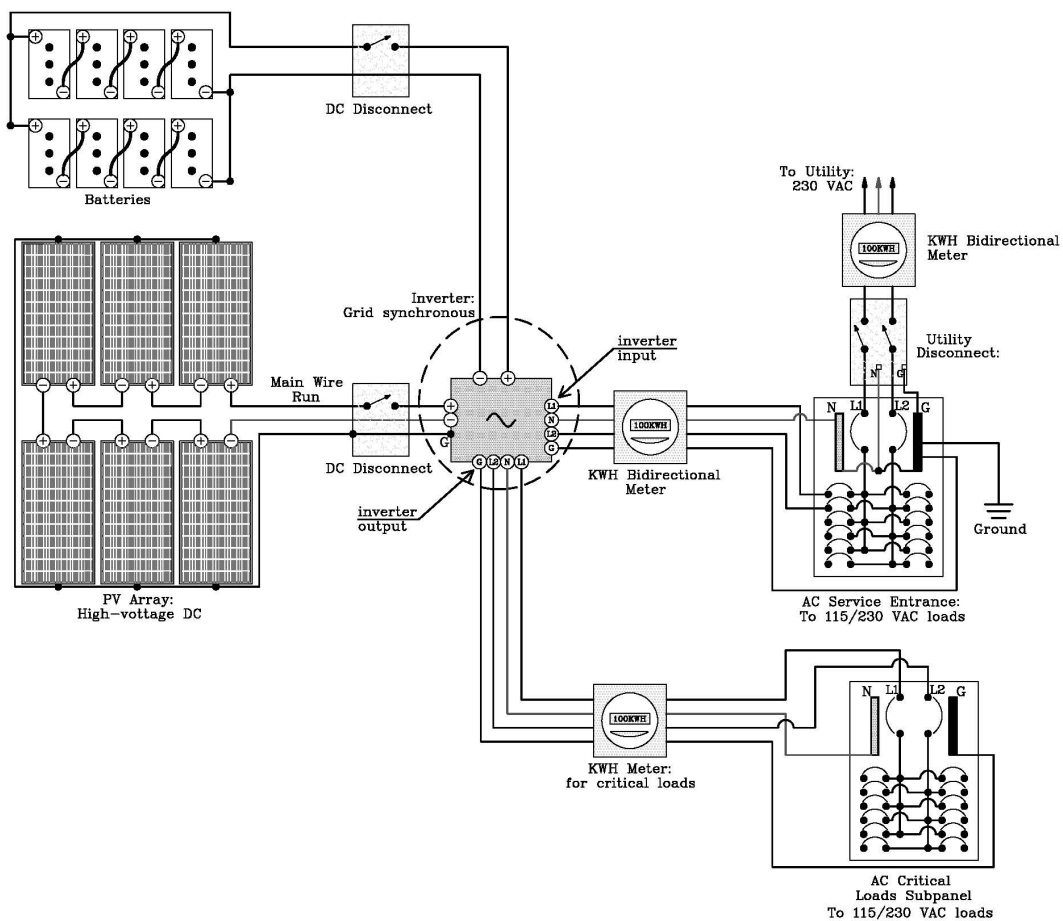 DC Disconnect
Batteries
To Utility:
230 VAC
100KWH
KWH Bidirectional
Meter
Inverter:
Grid synchronous
inverter
input
Utility
Disconnect:
N
G
Main Wire
Run
G
DC Disconnect
L1
N
L2
G
G
L2
N
L1
100KWH
KWH Bidirectional
Meter
N
L1
L2
G
inverter
output
Ground
PV Array:
High-vottage DC
AC Service Entrance:
To 115/230 VAC loads
100KWH
KWH Meter:
for critical loads
N
L1
L2
G
AC Critical
Loads Subpanel
To 115/230 VAC loads